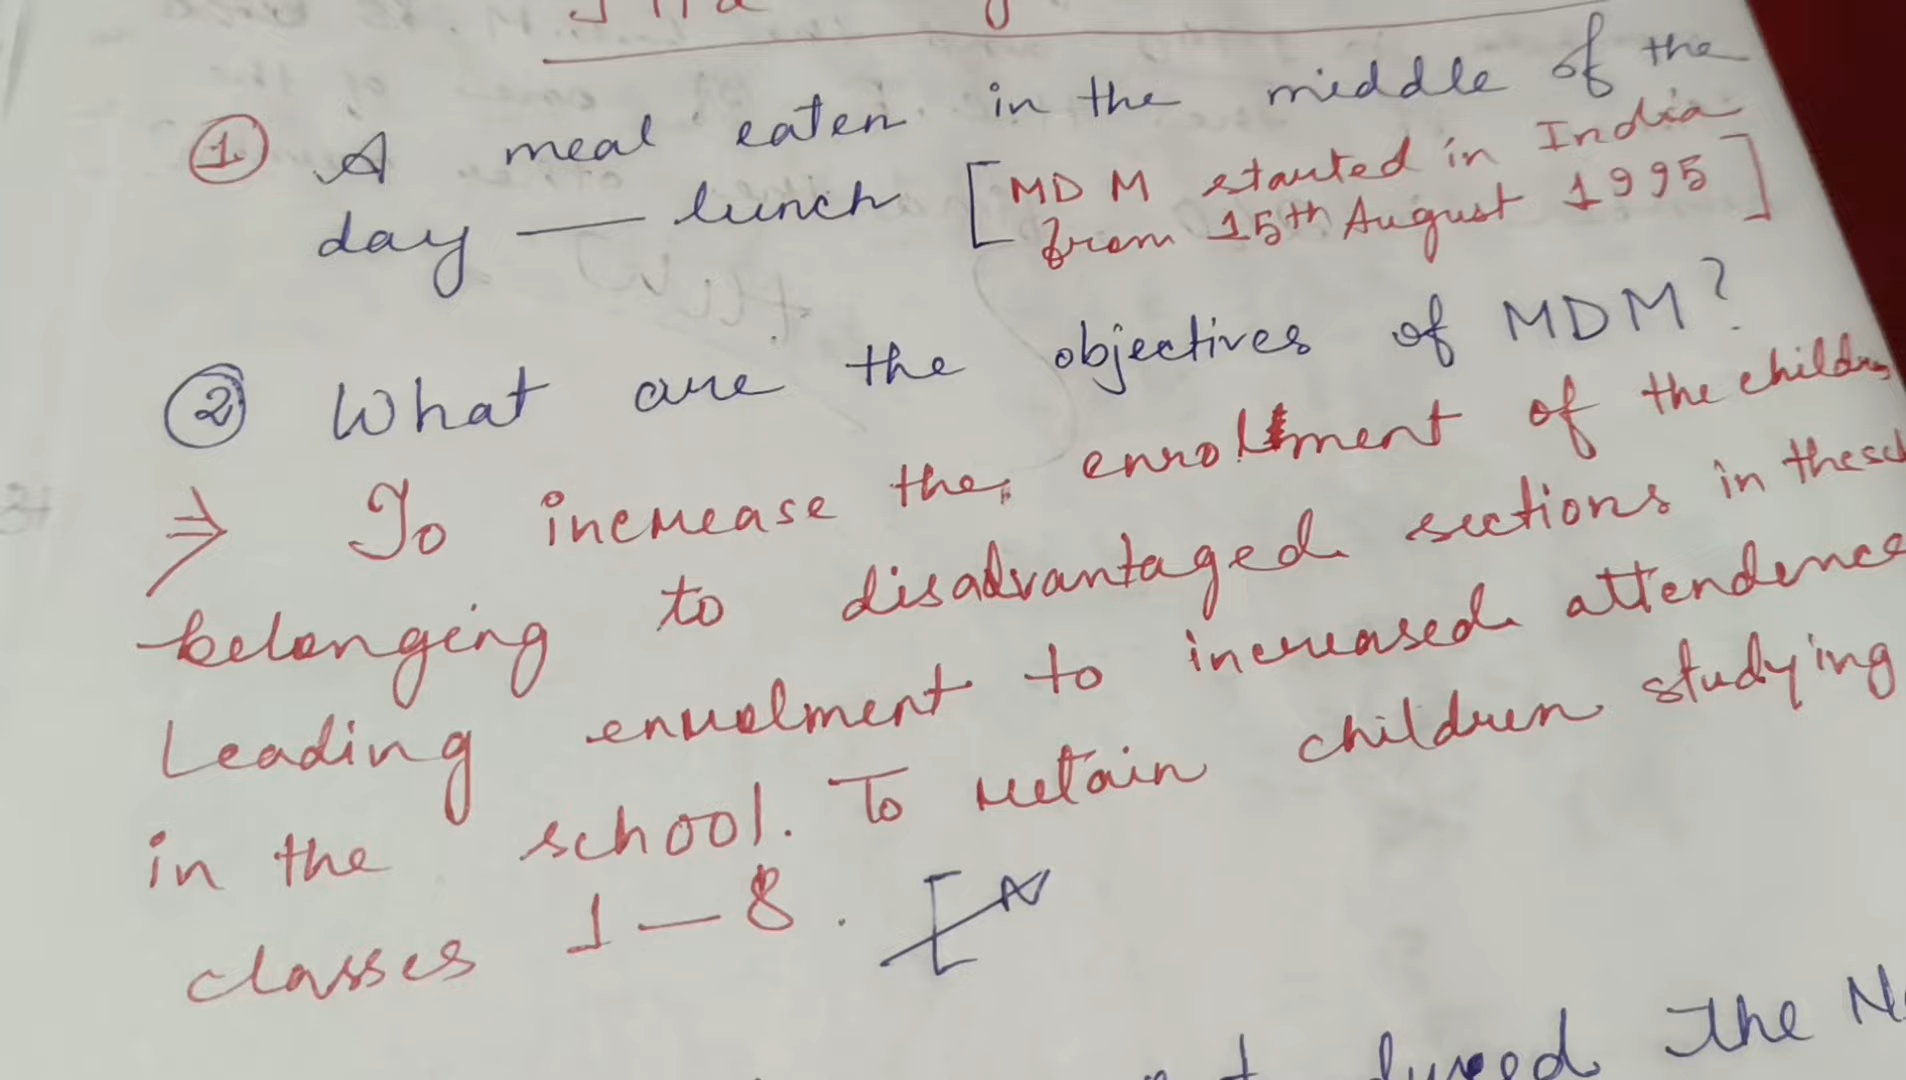 ① A meal eaten in the middle of the
day — lunch [MDM started in India
from 15th August 1995]
② What are the objectives of MDM?
⇒ To increase the enrolment of the children
belonging to disadvantaged sections in the
Leading enrolment to increased attendence
in the school. To retain children studying
classes 1 — 8.
the